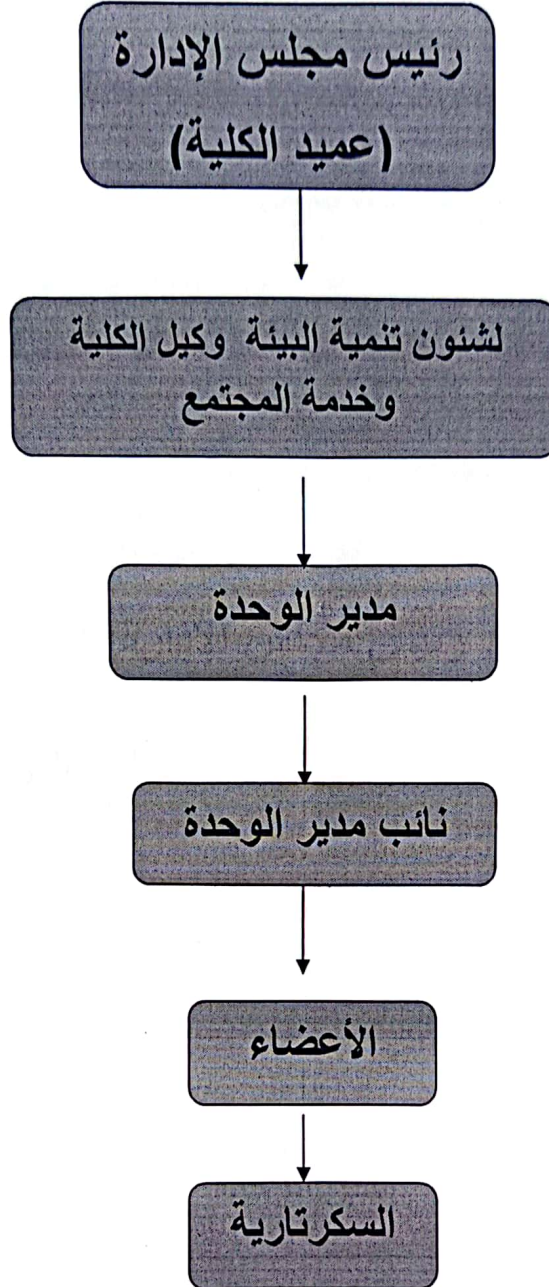 رئيس مجلس الإدارة
(عميد الكلية)
لشئون تنمية البيئة وكيل الكلية
وخدمة المجتمع
مدير الوحدة
نائب مدير الوحدة
الأعضاء
السكرتارية